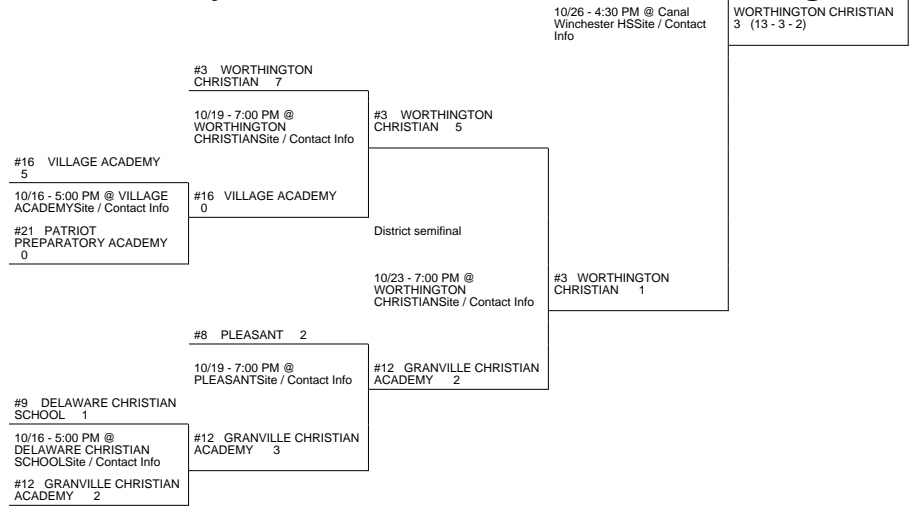 10/26 - 4:30 PM @ Canal
Winchester HSSite / Contact
Info
WORTHINGTON CHRISTIAN
3 (13 - 3 - 2)
#3 WORTHINGTON
CHRISTIAN 7
10/19 - 7:00 PM @
WORTHINGTON
CHRISTIANSite / Contact Info
#3 WORTHINGTON
CHRISTIAN 5
#16 VILLAGE ACADEMY
5
10/16 - 5:00 PM @ VILLAGE
ACADEMYSite / Contact Info
#16 VILLAGE ACADEMY
0
#21 PATRIOT
PREPARATORY ACADEMY
0
District semifinal
10/23 - 7:00 PM @
WORTHINGTON
CHRISTIANSite / Contact Info
#3 WORTHINGTON
CHRISTIAN 1
#8 PLEASANT 2
10/19 - 7:00 PM @
PLEASANTSite / Contact Info
#12 GRANVILLE CHRISTIAN
ACADEMY 2
#9 DELAWARE CHRISTIAN
SCHOOL 1
10/16 - 5:00 PM @
DELAWARE CHRISTIAN
SCHOOLSite / Contact Info
#12 GRANVILLE CHRISTIAN
ACADEMY 3
#12 GRANVILLE CHRISTIAN
ACADEMY 2